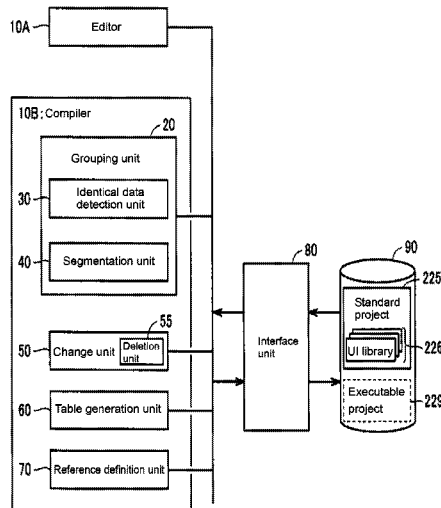 10A
Editor
10B: Compiler
20
Grouping unit
30
Identical data
detection unit
40
Segmentation unit
80
Interface
unit
90
225
Standard
project
226
UI library
Executable
project
229
55
50
Change unit
Deletion
unit
60
Table generation unit
70
Reference definition unit